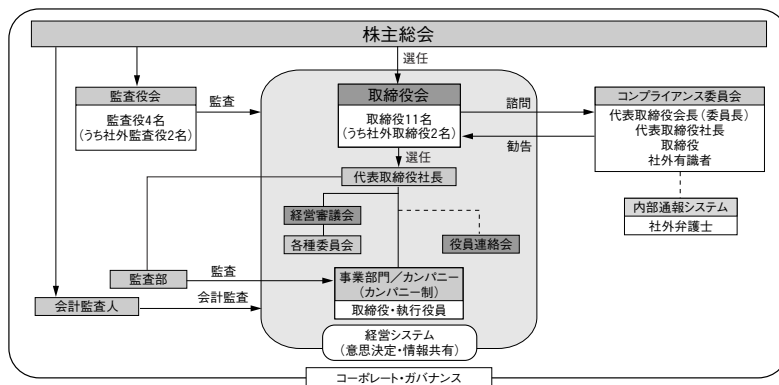 株主総会
選任
監査役会
監査役4名
(うち社外監査役2名)
監査
取締役会
取締役11名
(うち社外取締役2名)
諮問
勧告
コンプライアンス委員会
代表取締役会長(委員長)
代表取締役社長
取締役
社外有識者
選任
代表取締役社長
内部通報システム
社外弁護士
経営審議会
各種委員会
役員連絡会
監査部
監査
事業部門/カンパニー
(カンパニー制)
取締役・執行役員
会計監査人
会計監査
経営システム
(意思決定・情報共有)
コーポレート・ガバナンス